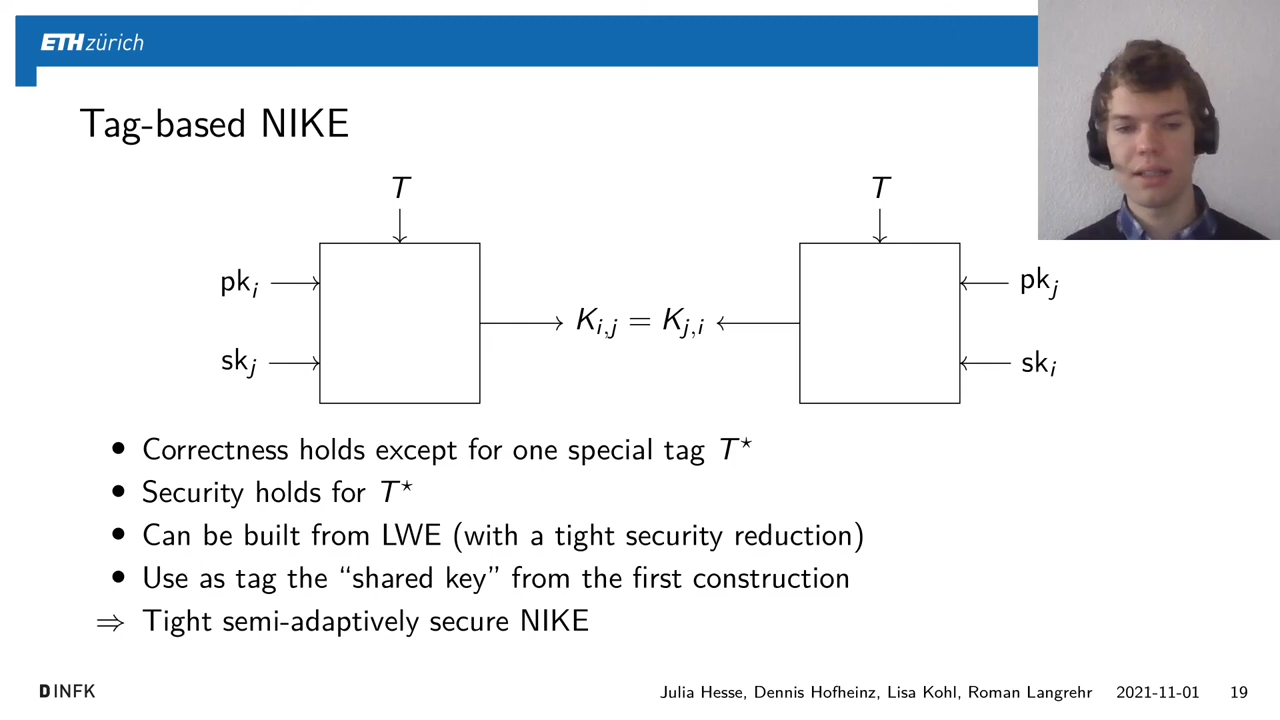 ETH zürich
Tag-based NIKE
T
T
pk_i
pk_j
K_{i,j} = K_{j,i}
sk_j
sk_i
• Correctness holds except for one special tag T⋆
• Security holds for T⋆
• Can be built from LWE (with a tight security reduction)
• Use as tag the “shared key” from the first construction
⇒ Tight semi-adaptively secure NIKE
D INFK
Julia Hesse, Dennis Hofheinz, Lisa Kohl, Roman Langrehr 2021-11-01 19